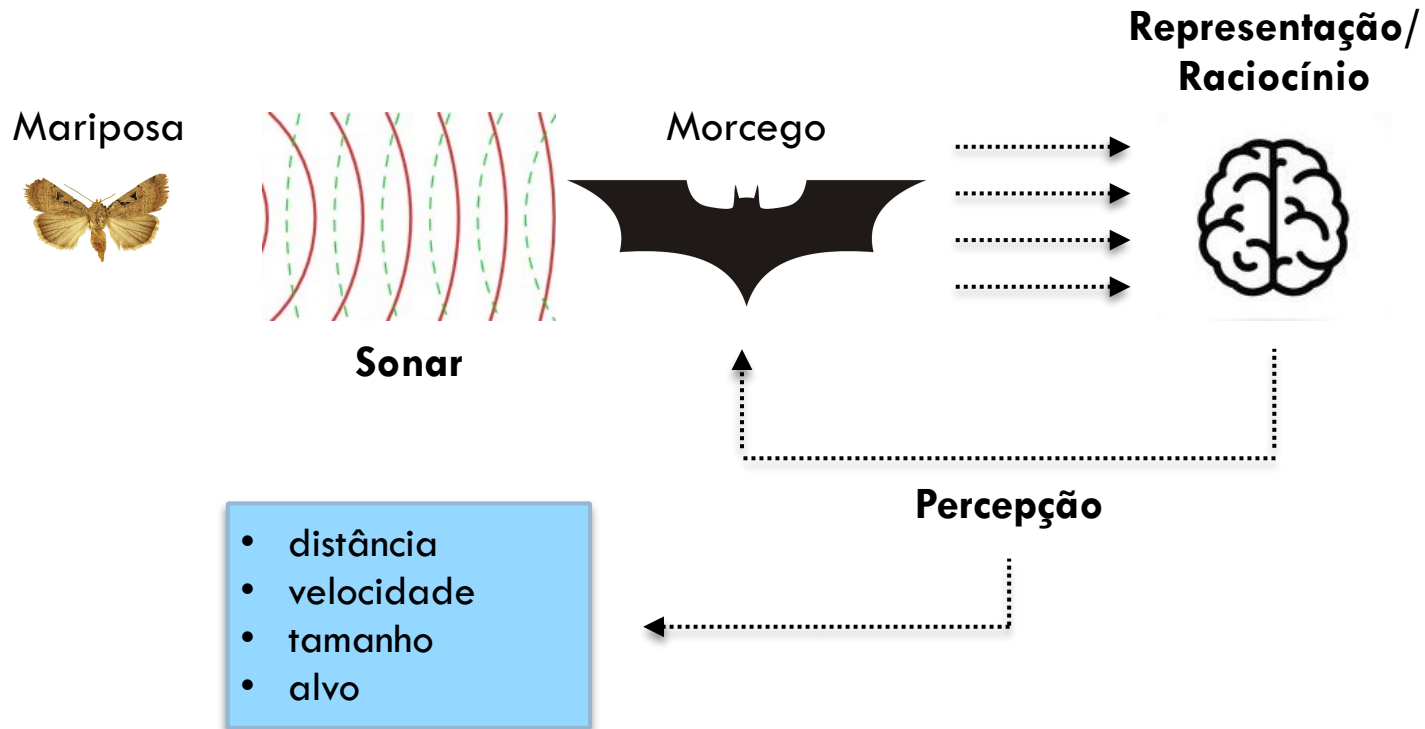 Representação/
Raciocínio
Mariposa
Morcego
Sonar
Percepção
• distância
• velocidade
• tamanho
• alvo